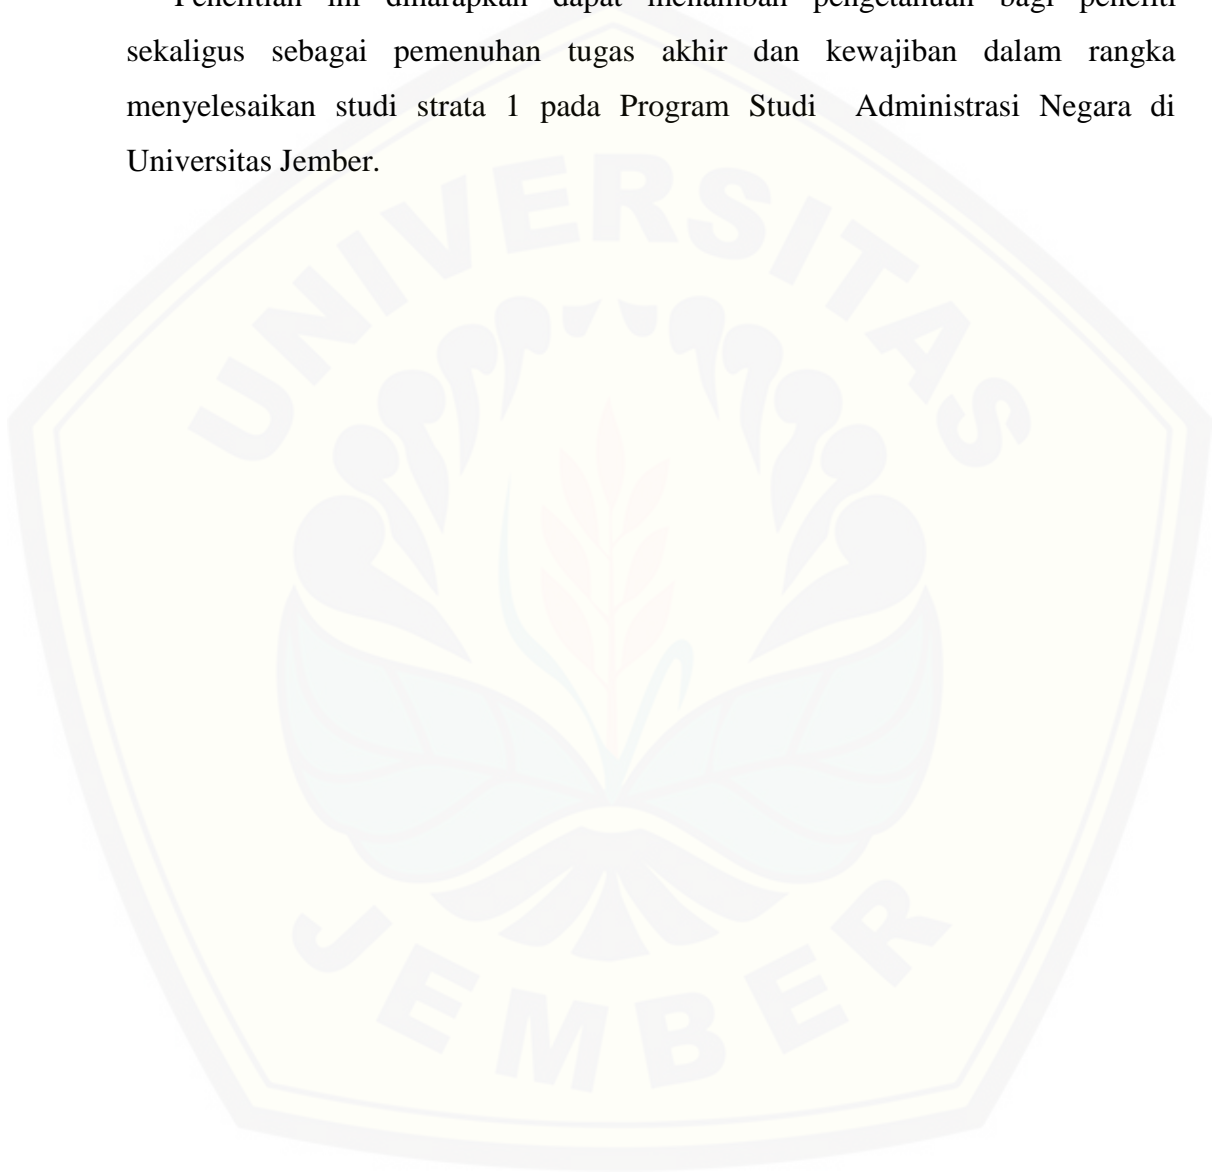 Penelitian ini diharapkan dapat menambah pengetahuan bagi peneliti
sekaligus sebagai pemenuhan tugas akhir dan kewajiban dalam rangka
menyelesaikan studi strata 1 pada Program Studi Administrasi Negara di
Universitas Jember.
UNIVERSITAS
JEMBER